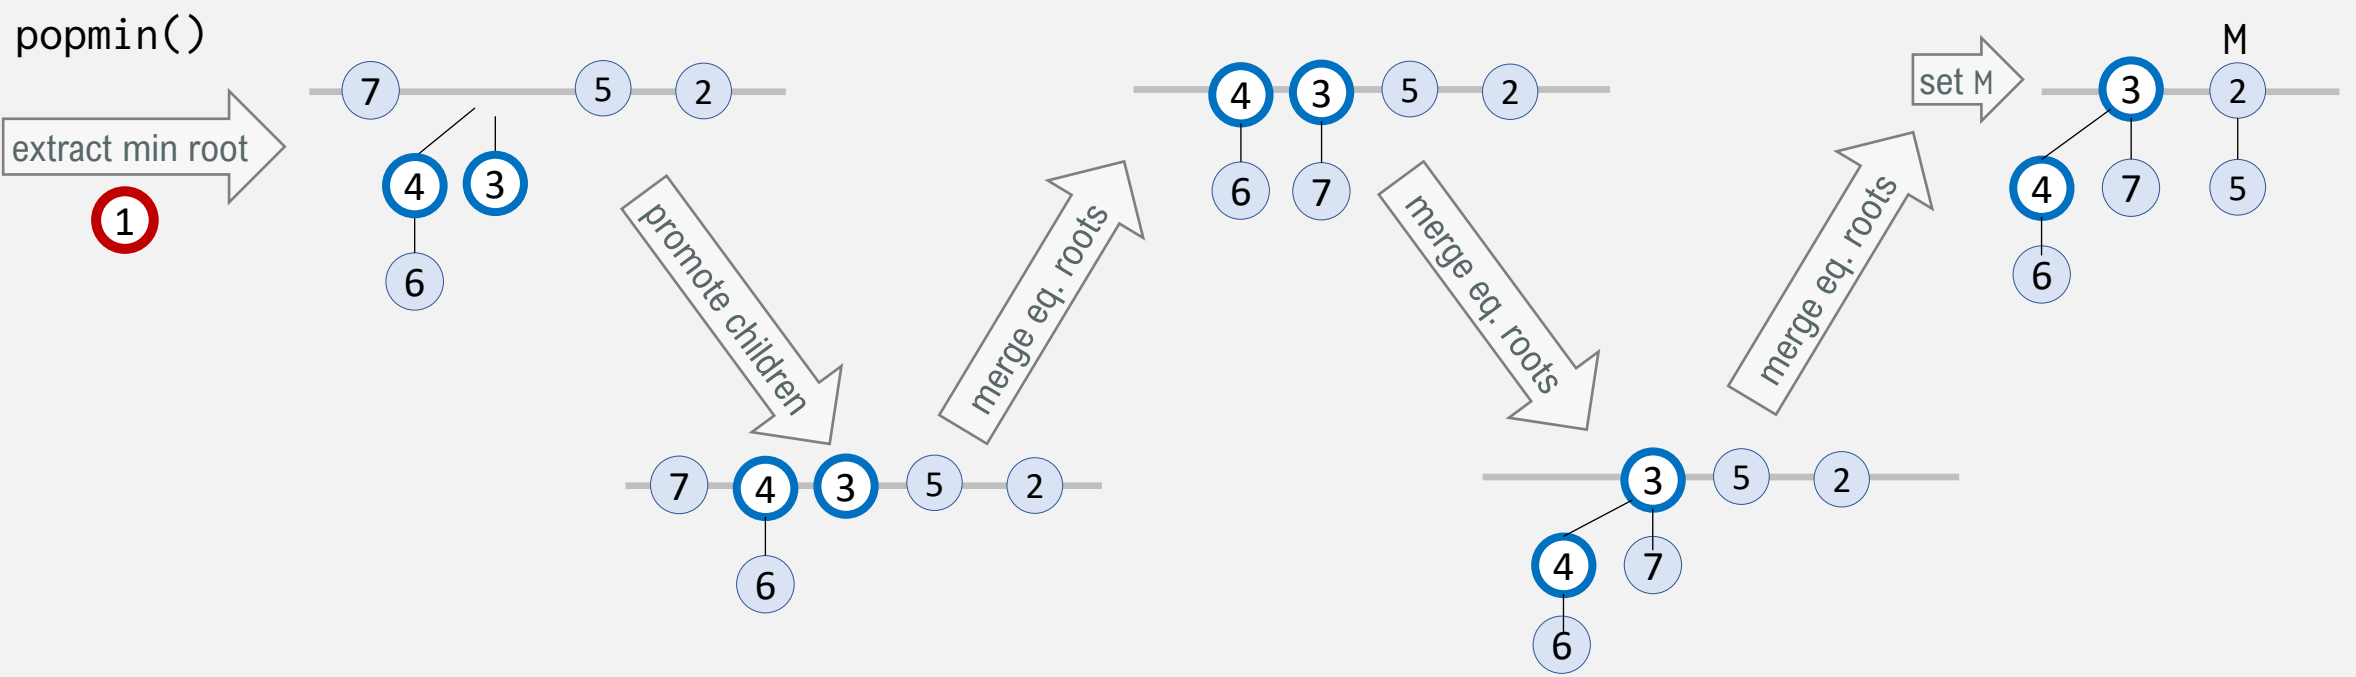 popmin()
extract min root
1
7 5 2
4 3
6
promote children
7 4 3 5 2
6
merge eq. roots
4 3 5 2
6 7
merge eq. roots
3 5 2
4 7
6
merge eq. roots
set M
M
3 2
4 7 5
6